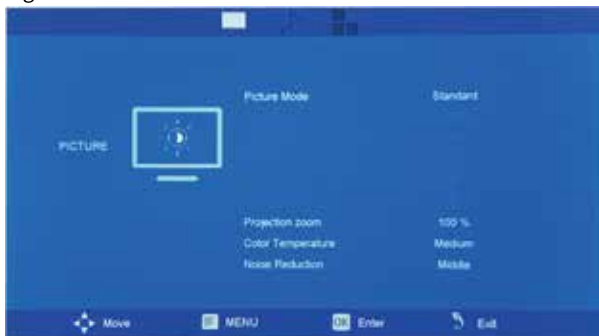 Picture Mode Standard
PICTURE
Projection zoom 100 %
Color Temperature Medium
Noise Reduction Middle
Move MENU OK Enter Exit